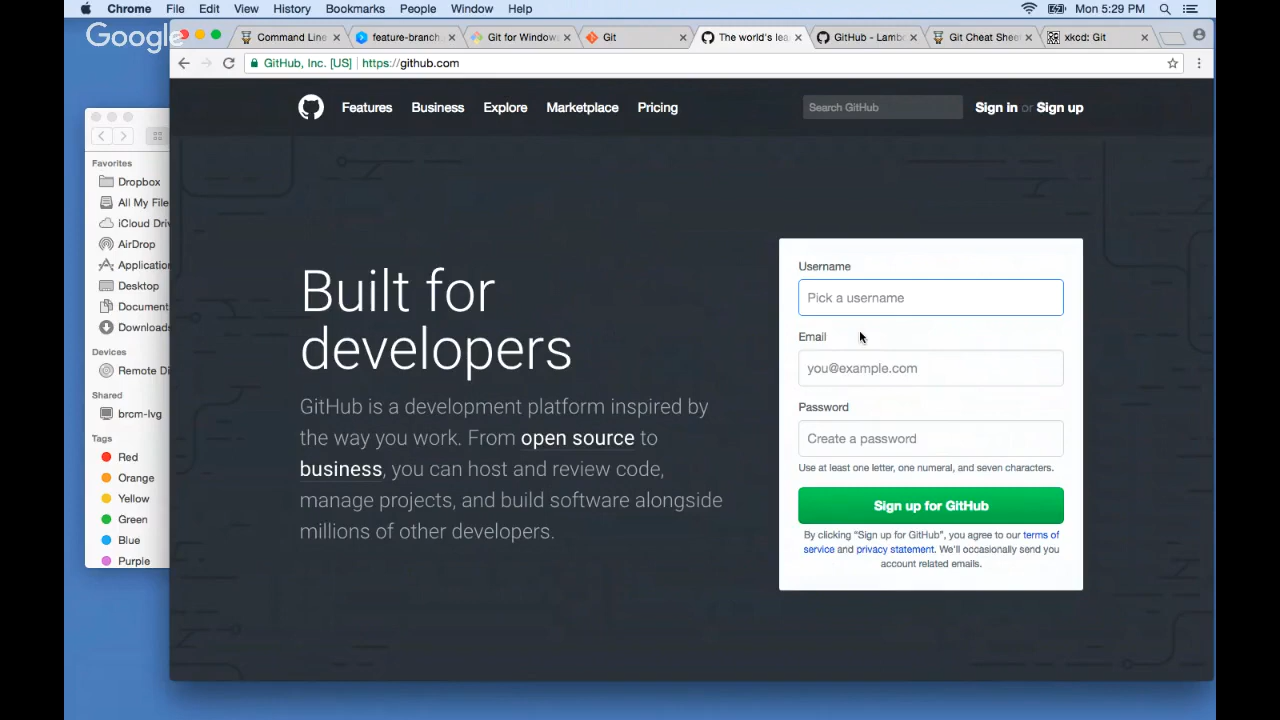 Chrome File Edit View History Bookmarks People Window Help Mon 5:29 PM
Google
Command Line feature-branch. Git for Window Git The world's lea GitHub - Lamb Git Cheat Shee xkcd: Git
GitHub, Inc. [US] https://github.com
Features Business Explore Marketplace Pricing Search GitHub Sign in or Sign up
Favorites
Dropbox
All My File
iCloud Dri
AirDrop
Application
Desktop
Document
Downloads
Devices
Remote Di
Shared
brcm-lvg
Tags
Red
Orange
Yellow
Green
Blue
Purple
Built for
developers
GitHub is a development platform inspired by
the way you work. From open source to
business, you can host and review code,
manage projects, and build software alongside
millions of other developers.
Username
Pick a username
Email
you@example.com
Password
Create a password
Use at least one letter, one numeral, and seven characters.
Sign up for GitHub
By clicking "Sign up for GitHub", you agree to our terms of
service and privacy statement. We'll occasionally send you
account related emails.